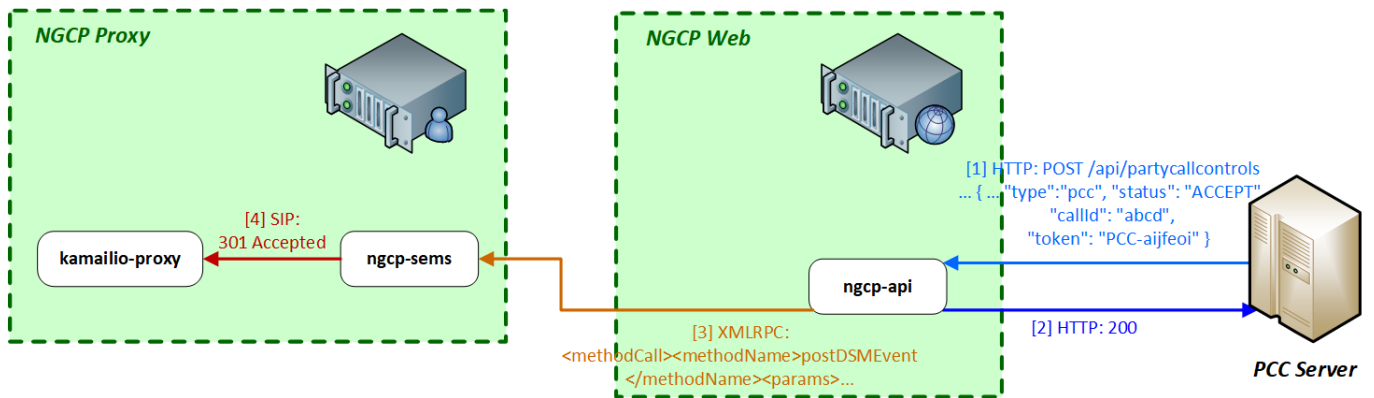 NGCP Proxy
NGCP Web
[1] HTTP: POST /api/partycallcontrols
... { ... "type":"pcc", "status": "ACCEPT"
"callId": "abcd",
"token": "PCC-aijfeoi" }
[4] SIP:
301 Accepted
kamailio-proxy
ngcp-sems
ngcp-api
[2] HTTP: 200
[3] XMLRPC:
<methodCall><methodName>postDSMEvent
</methodName><params>...
PCC Server